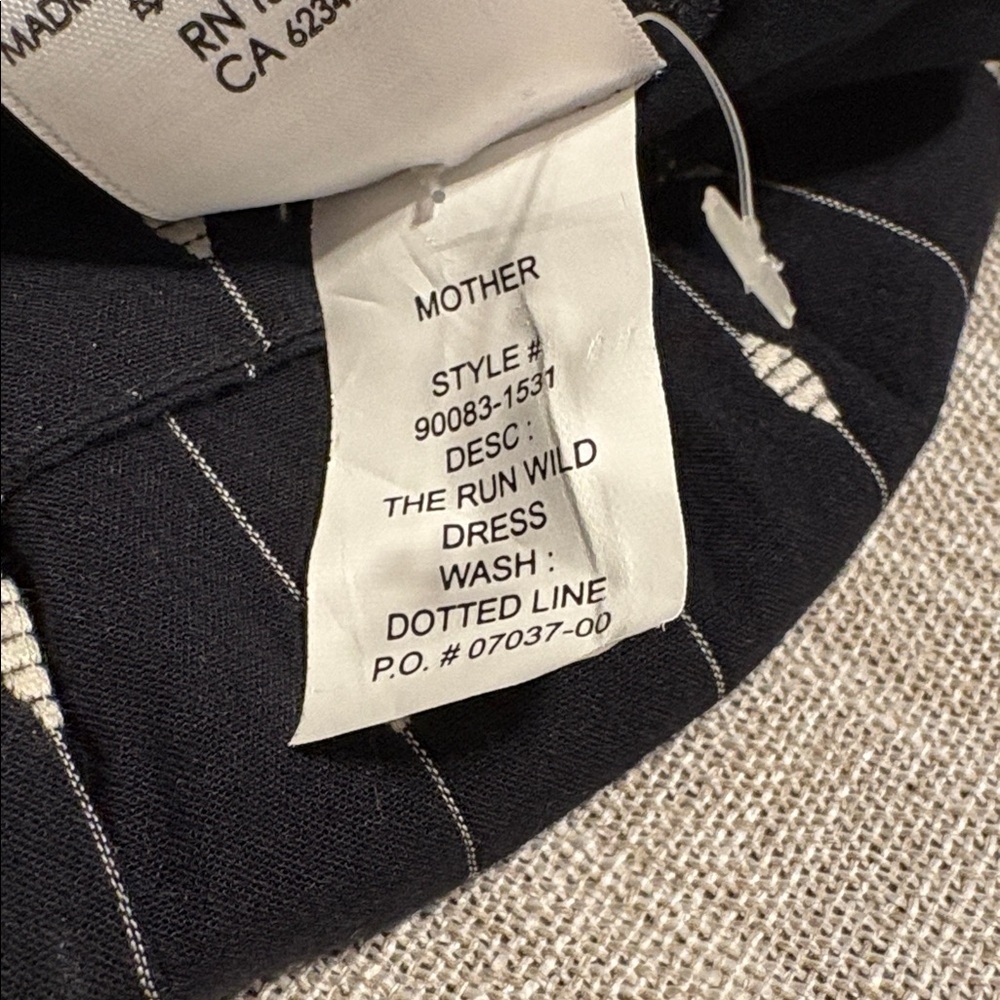 RN
CA
MOTHER
STYLE #
90083-1531
DESC :
THE RUN WILD
DRESS
WASH :
DOTTED LINE
P.O. # 07037-00